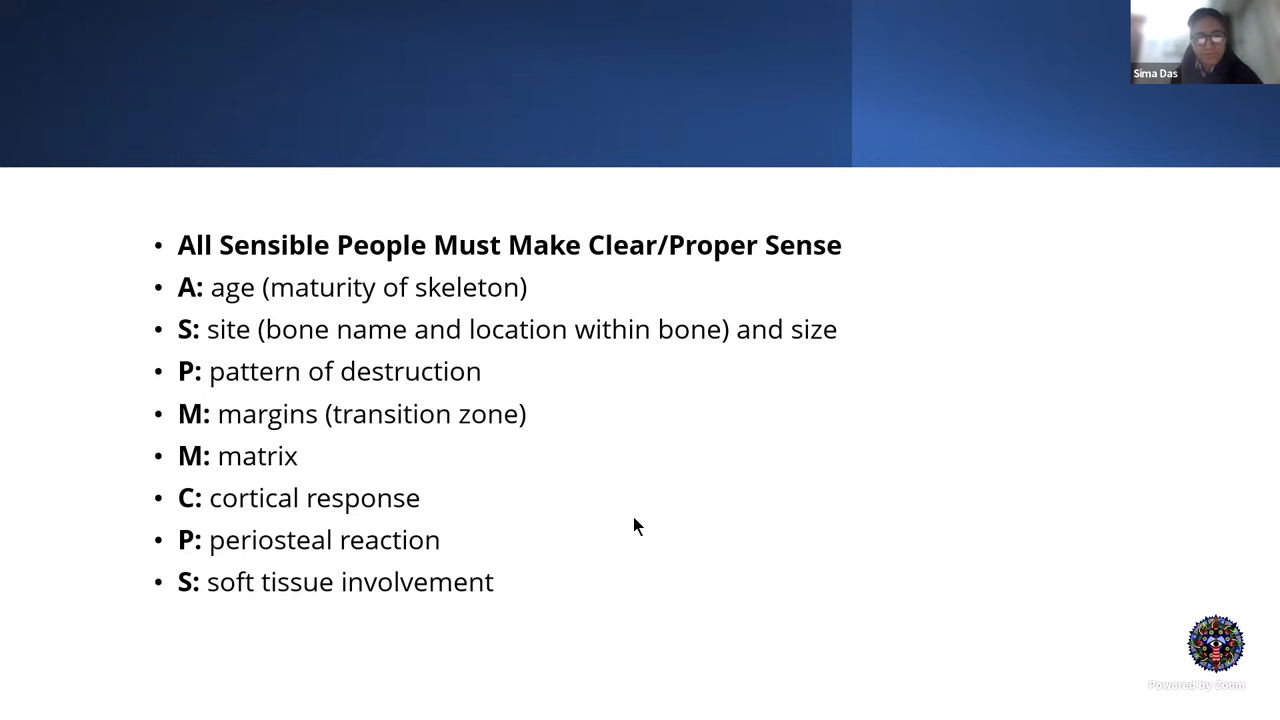 Sima Das
• All Sensible People Must Make Clear/Proper Sense
• A: age (maturity of skeleton)
• S: site (bone name and location within bone) and size
• P: pattern of destruction
• M: margins (transition zone)
• M: matrix
• C: cortical response
• P: periosteal reaction
• S: soft tissue involvement
Powered by Zoom